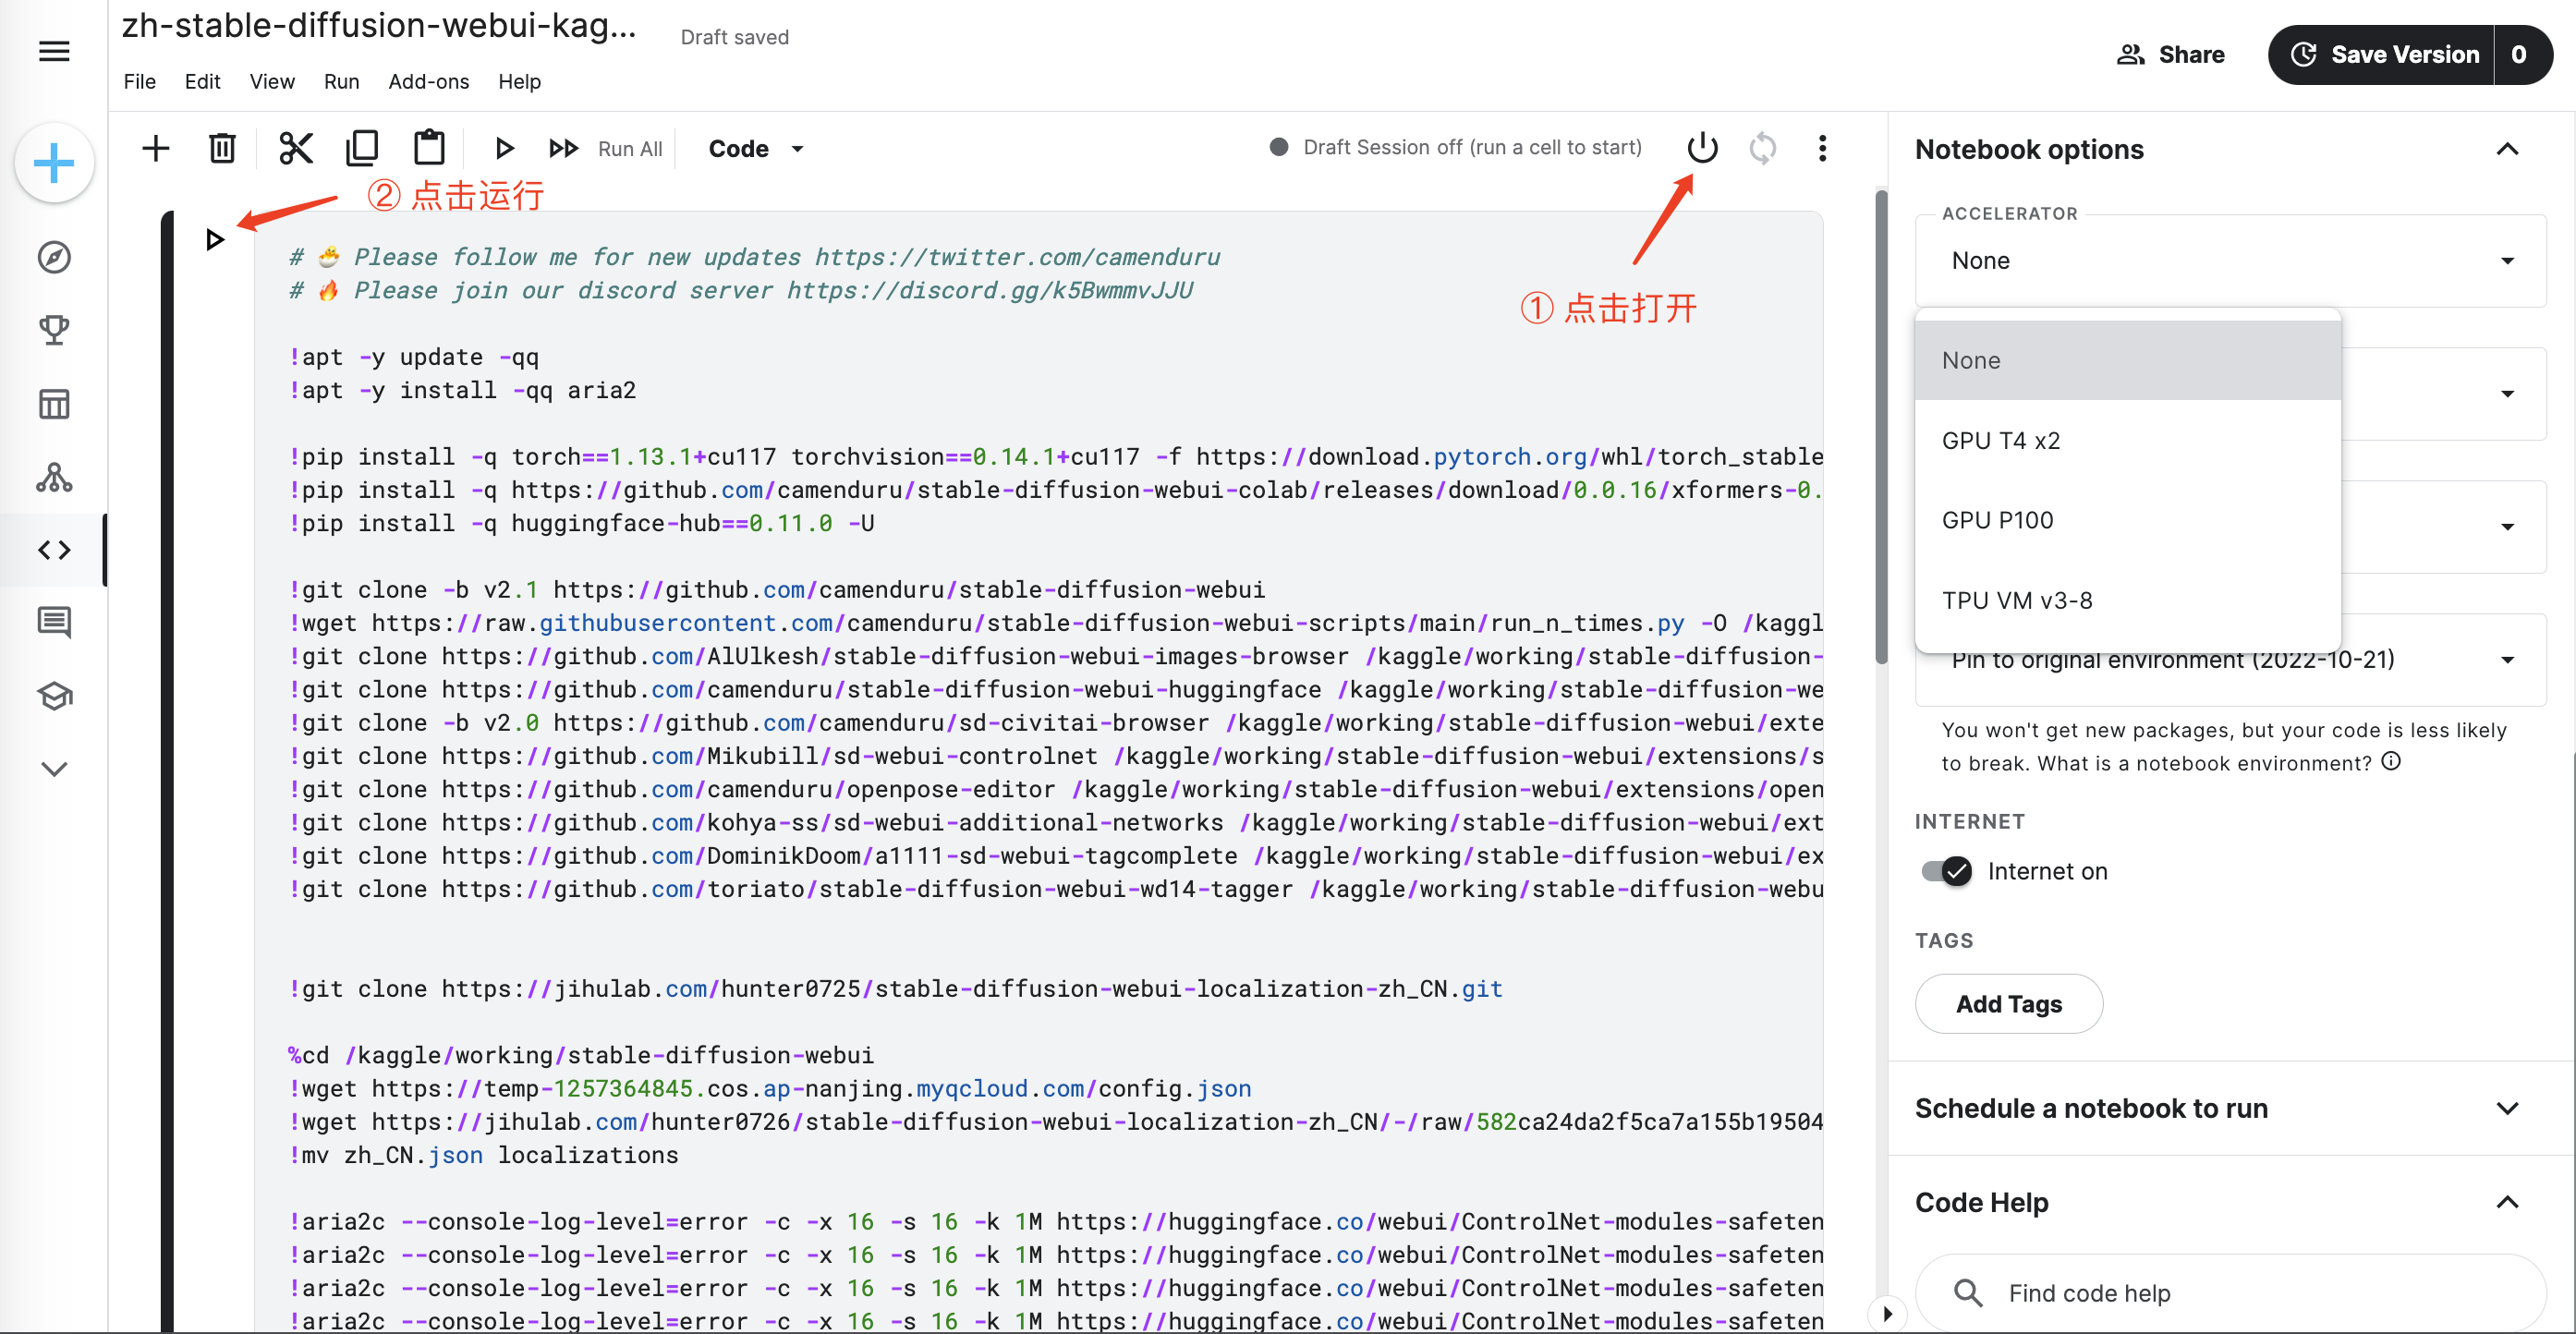 zh-stable-diffusion-webui-kag...
Draft saved
File Edit View Run Add-ons Help
Share
Save Version 0
Run All
Code
Draft Session off (run a cell to start)
② 点击运行
① 点击打开
# 🐣 Please follow me for new updates https://twitter.com/camenduru
# 🔥 Please join our discord server https://discord.gg/k5BwmmvJJU
!apt -y update -qq
!apt -y install -qq aria2
!pip install -q torch==1.13.1+cu117 torchvision==0.14.1+cu117 -f https://download.pytorch.org/whl/torch_stable
!pip install -q https://github.com/camenduru/stable-diffusion-webui-colab/releases/download/0.0.16/xformers-0.
!pip install -q huggingface-hub==0.11.0 -U
!git clone -b v2.1 https://github.com/camenduru/stable-diffusion-webui
!wget https://raw.githubusercontent.com/camenduru/stable-diffusion-webui-scripts/main/run_n_times.py -O /kaggl
!git clone https://github.com/AlUlkesh/stable-diffusion-webui-images-browser /kaggle/working/stable-diffusion-
!git clone https://github.com/camenduru/stable-diffusion-webui-huggingface /kaggle/working/stable-diffusion-we
!git clone -b v2.0 https://github.com/camenduru/sd-civitai-browser /kaggle/working/stable-diffusion-webui/exte
!git clone https://github.com/Mikubill/sd-webui-controlnet /kaggle/working/stable-diffusion-webui/extensions/s
!git clone https://github.com/camenduru/openpose-editor /kaggle/working/stable-diffusion-webui/extensions/open
!git clone https://github.com/kohya-ss/sd-webui-additional-networks /kaggle/working/stable-diffusion-webui/ext
!git clone https://github.com/DominikDoom/a1111-sd-webui-tagcomplete /kaggle/working/stable-diffusion-webui/ex
!git clone https://github.com/toriato/stable-diffusion-webui-wd14-tagger /kaggle/working/stable-diffusion-webu
!git clone https://jihulab.com/hunter0725/stable-diffusion-webui-localization-zh_CN.git
%cd /kaggle/working/stable-diffusion-webui
!wget https://temp-1257364845.cos.ap-nanjing.myqcloud.com/config.json
!wget https://jihulab.com/hunter0726/stable-diffusion-webui-localization-zh_CN/-/raw/582ca24da2f5ca7a155b19504
!mv zh_CN.json localizations
!aria2c --console-log-level=error -c -x 16 -s 16 -k 1M https://huggingface.co/webui/ControlNet-modules-safeten
!aria2c --console-log-level=error -c -x 16 -s 16 -k 1M https://huggingface.co/webui/ControlNet-modules-safeten
!aria2c --console-log-level=error -c -x 16 -s 16 -k 1M https://huggingface.co/webui/ControlNet-modules-safeten
!aria2c --console-log-level=error -c -x 16 -s 16 -k 1M https://huggingface.co/webui/ControlNet-modules-safeten
Notebook options
ACCELERATOR
None
None
GPU T4 x2
GPU P100
TPU VM v3-8
Pin to original environment (2022-10-21)
You won't get new packages, but your code is less likely
to break. What is a notebook environment?
INTERNET
Internet on
TAGS
Add Tags
Schedule a notebook to run
Code Help
Find code help